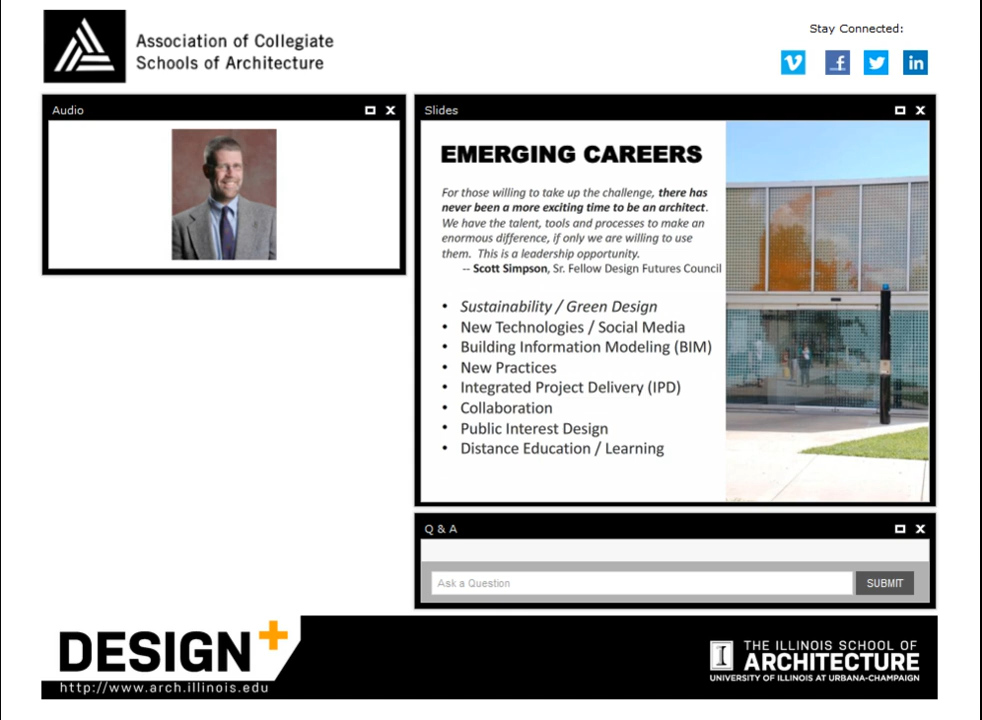 Association of Collegiate
Schools of Architecture
Stay Connected:
Audio
Slides
EMERGING CAREERS
For those willing to take up the challenge, there has
never been a more exciting time to be an architect.
We have the talent, tools and processes to make an
enormous difference, if only we are willing to use
them. This is a leadership opportunity.
-- Scott Simpson, Sr. Fellow Design Futures Council
• Sustainability / Green Design
• New Technologies / Social Media
• Building Information Modeling (BIM)
• New Practices
• Integrated Project Delivery (IPD)
• Collaboration
• Public Interest Design
• Distance Education / Learning
Q & A
Ask a Question
SUBMIT
DESIGN+
http://www.arch.illinois.edu
I
THE ILLINOIS SCHOOL OF
ARCHITECTURE
UNIVERSITY OF ILLINOIS AT URBANA-CHAMPAIGN